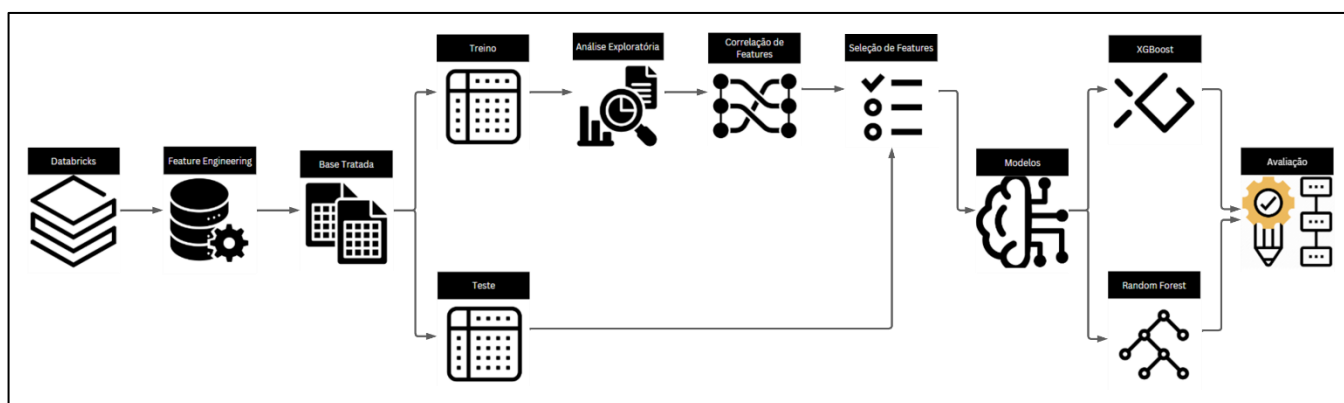 Databricks
Feature Engineering
Base Tratada
Treino
Análise Exploratória
Correlação de
Features
Seleção de Features
Teste
Modelos
XGBoost
Random Forest
Avaliação